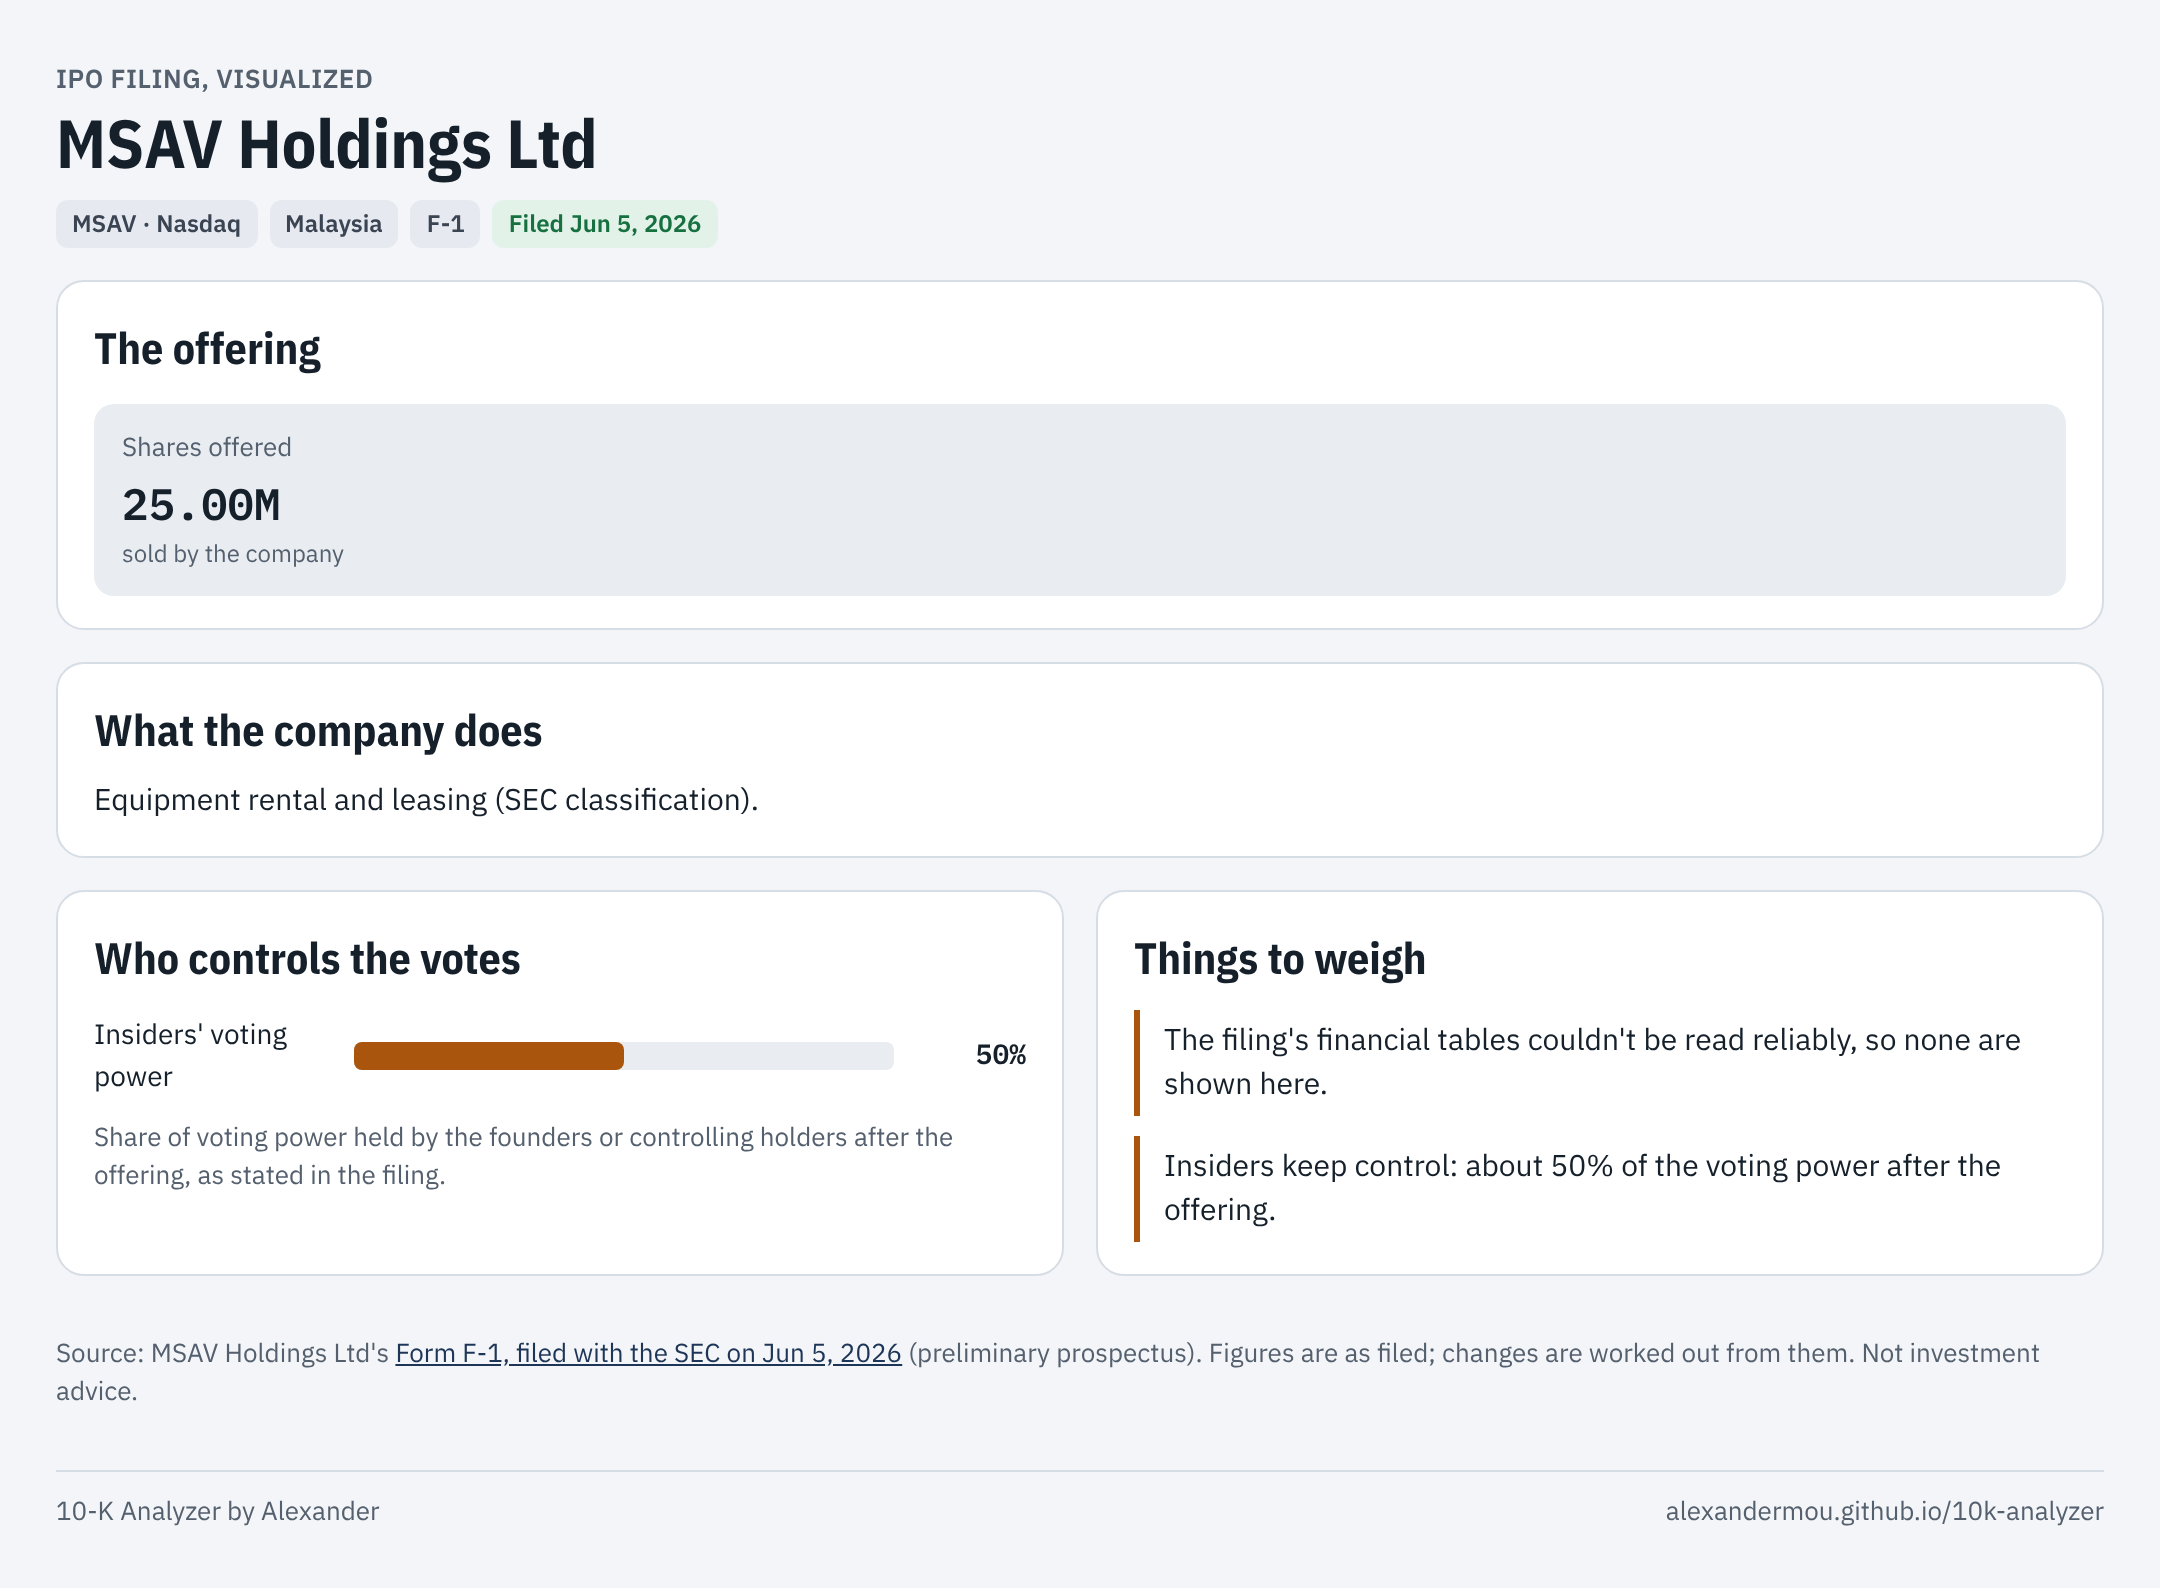 IPO FILING, VISUALIZED
MSAV Holdings Ltd
MSAV · Nasdaq
Malaysia
F-1
Filed Jun 5, 2026
The offering
Shares offered
25.00M
sold by the company
What the company does
Equipment rental and leasing (SEC classification).
Who controls the votes
Insiders' voting
power
50%
Share of voting power held by the founders or controlling holders after the
offering, as stated in the filing.
Things to weigh
The filing's financial tables couldn't be read reliably, so none are
shown here.
Insiders keep control: about 50% of the voting power after the
offering.
Source: MSAV Holdings Ltd's Form F-1, filed with the SEC on Jun 5, 2026 (preliminary prospectus). Figures are as filed; changes are worked out from them. Not investment
advice.
10-K Analyzer by Alexander
alexandermou.github.io/10k-analyzer